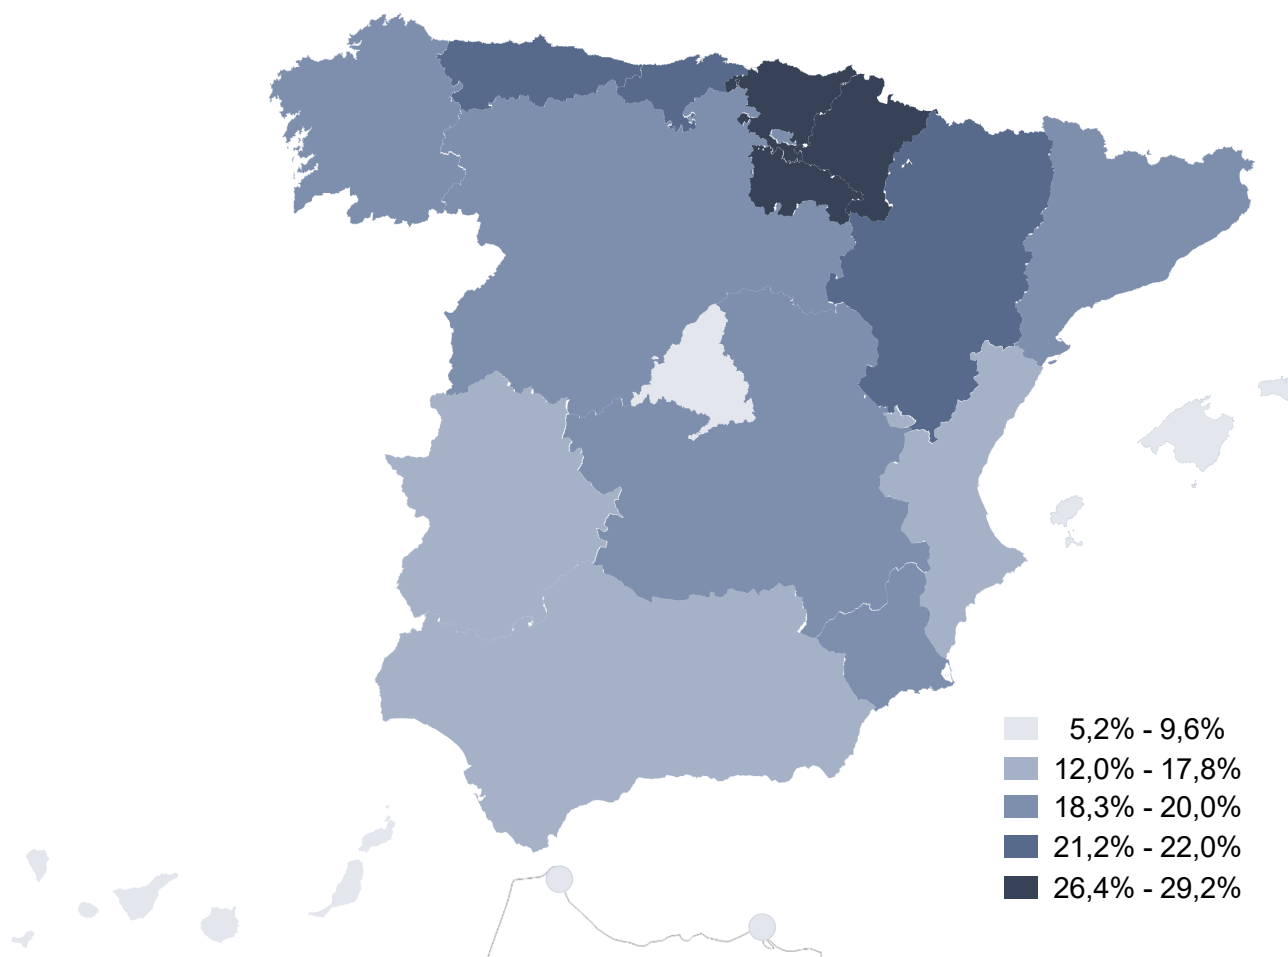 5,2% - 9,6%
12,0% - 17,8%
18,3% - 20,0%
21,2% - 22,0%
26,4% - 29,2%